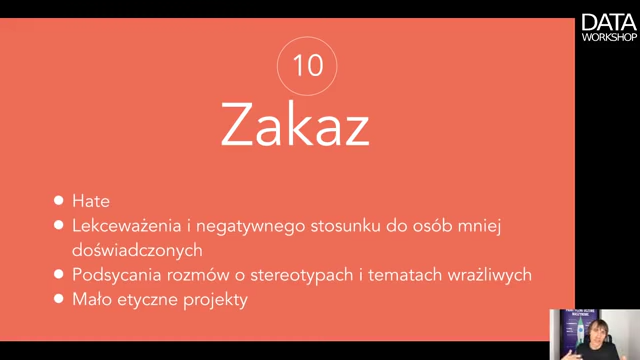 DATA
WORKSHOP
10
Zakaz
Hate
Lekceważenia i negatywnego stosunku do osób mniej
doświadczonych
Podsycania rozmów o stereotypach i tematach wrażliwych
Mało etyczne projekty